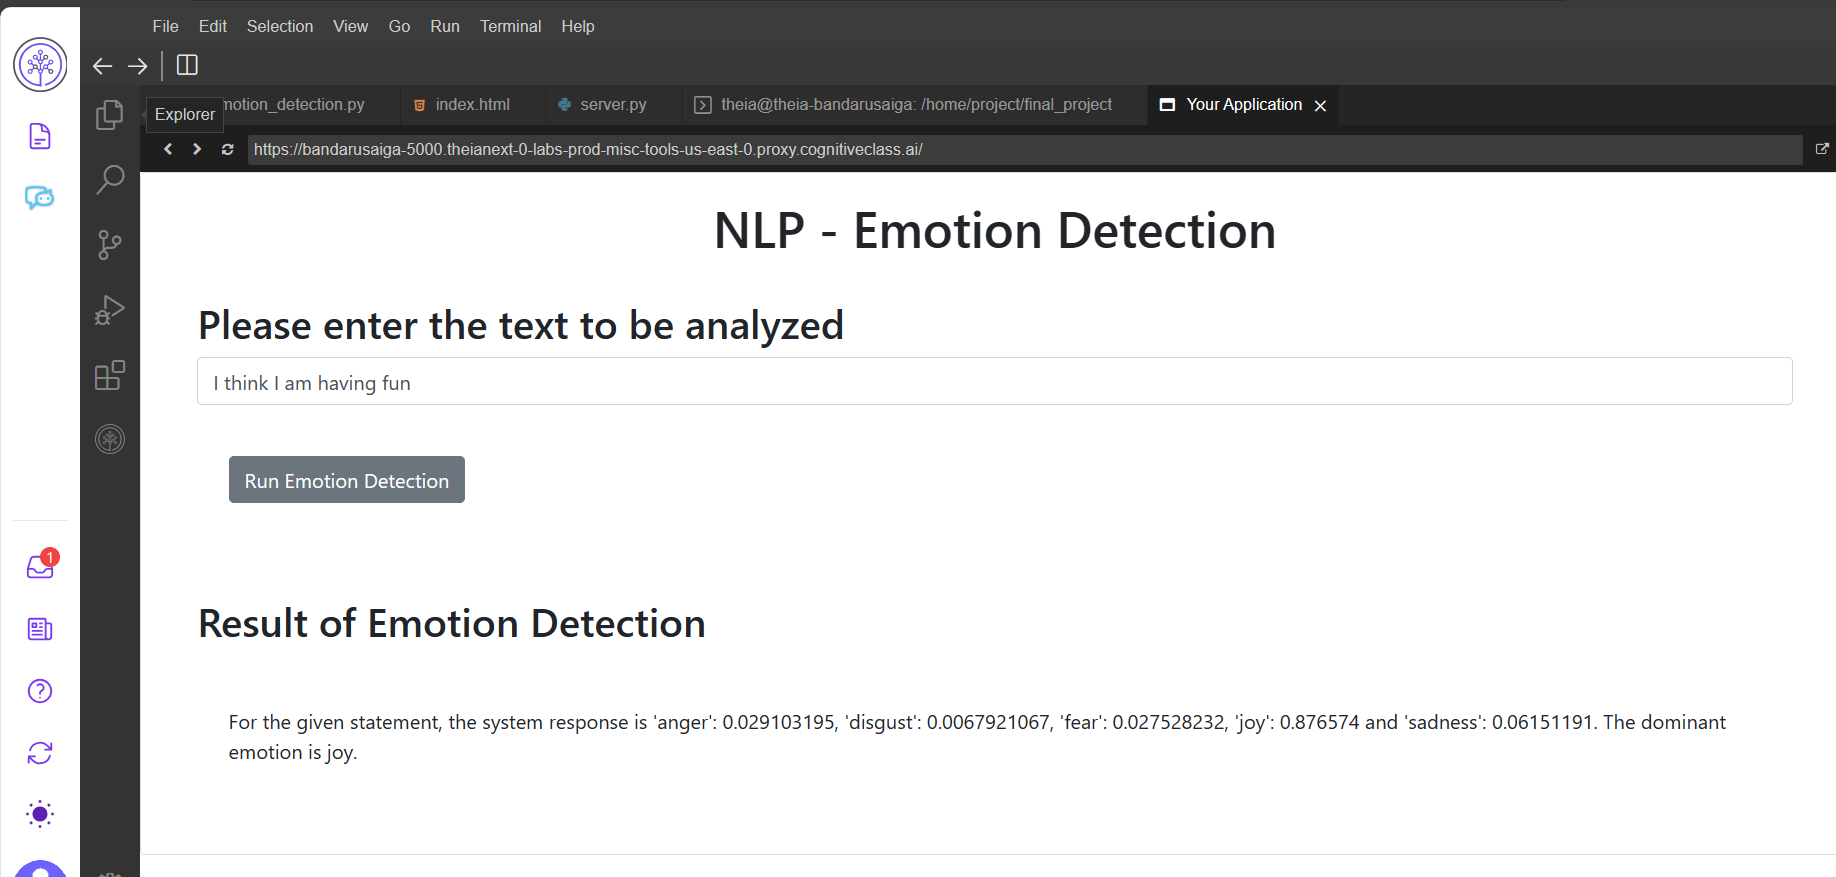 File Edit Selection View Go Run Terminal Help
Explorer
motion_detection.py index.html server.py theia@theia-bandarusaiga: /home/project/final_project Your Application
https://bandarusaiga-5000.theianext-0-labs-prod-misc-tools-us-east-0.proxy.cognitiveclass.ai/
NLP - Emotion Detection
Please enter the text to be analyzed
I think I am having fun
Run Emotion Detection
1
Result of Emotion Detection
For the given statement, the system response is 'anger': 0.029103195, 'disgust': 0.0067921067, 'fear': 0.027528232, 'joy': 0.876574 and 'sadness': 0.06151191. The dominant
emotion is joy.